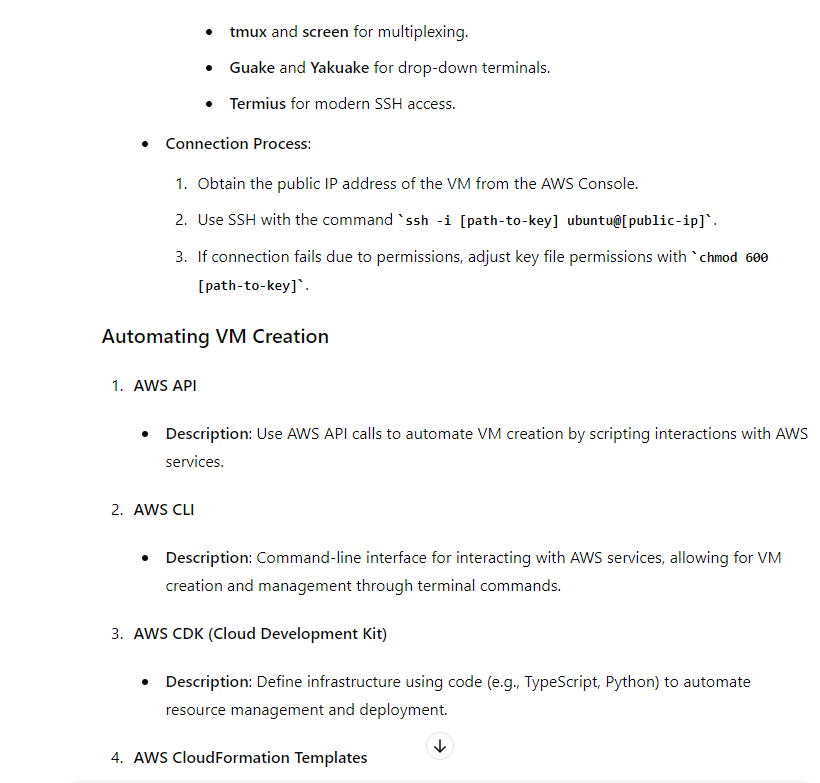 • tmux and screen for multiplexing.
• Guake and Yakuake for drop-down terminals.
• Termius for modern SSH access.
• Connection Process:
1. Obtain the public IP address of the VM from the AWS Console.
2. Use SSH with the command `ssh -i [path-to-key] ubuntu@[public-ip]`.
3. If connection fails due to permissions, adjust key file permissions with `chmod 600
[path-to-key]`.
Automating VM Creation
1. AWS API
• Description: Use AWS API calls to automate VM creation by scripting interactions with AWS
services.
2. AWS CLI
• Description: Command-line interface for interacting with AWS services, allowing for VM
creation and management through terminal commands.
3. AWS CDK (Cloud Development Kit)
• Description: Define infrastructure using code (e.g., TypeScript, Python) to automate
resource management and deployment.
4. AWS CloudFormation Templates